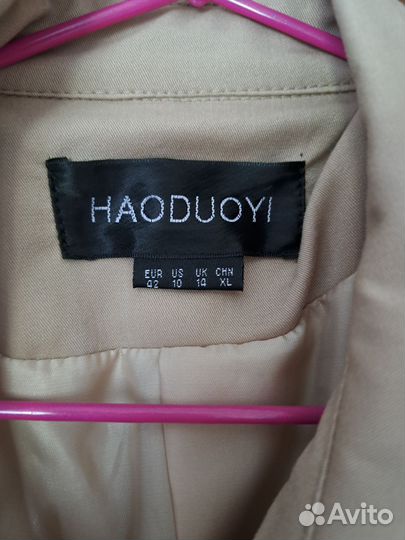 HAODUOYI
EUR US UK CHN
42 10 14 XL
Avito